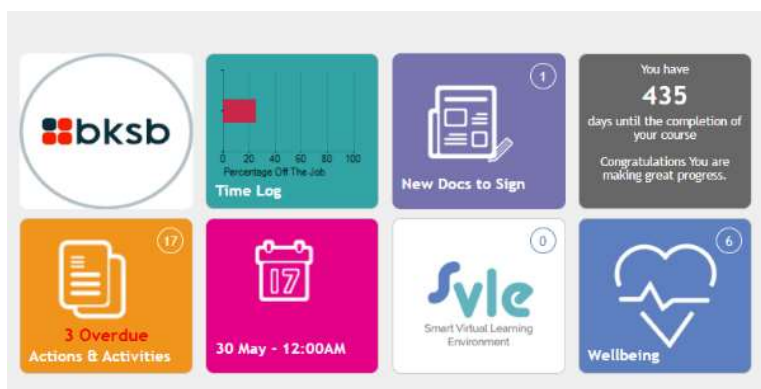 bksb
0 20 40 60 80 100
Percentage Off The Job
Time Log
1
New Docs to Sign
You have
435
days until the completion of
your course
Congratulations You are
making great progress.
17
3 Overdue
Actions & Activities
17
30 May - 12:00AM
0
Svle
Smart Virtual Learning
Environment
6
Wellbeing